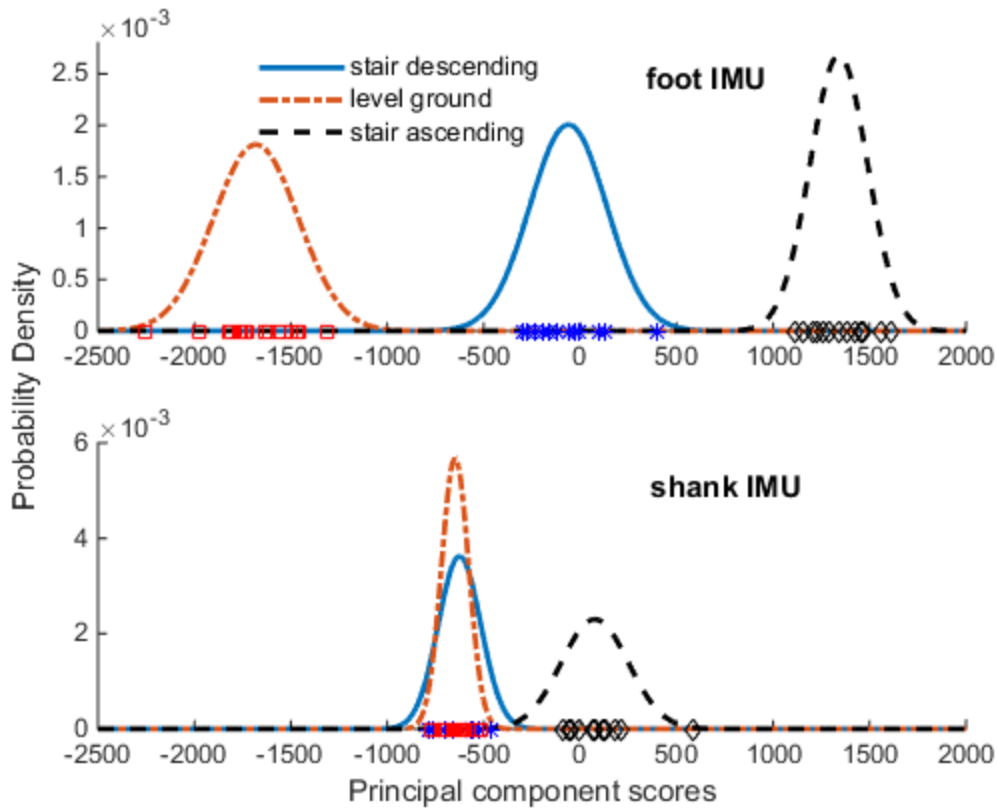 ×10-3
stair descending
level ground
stair ascending
foot IMU
2.5
2
1.5
1
0.5
0
-2500 -2000 -1500 -1000 -500 0 500 1000 1500 2000
Probability Density
×10-3
shank IMU
6
4
2
0
-2500 -2000 -1500 -1000 -500 0 500 1000 1500 2000
Principal component scores